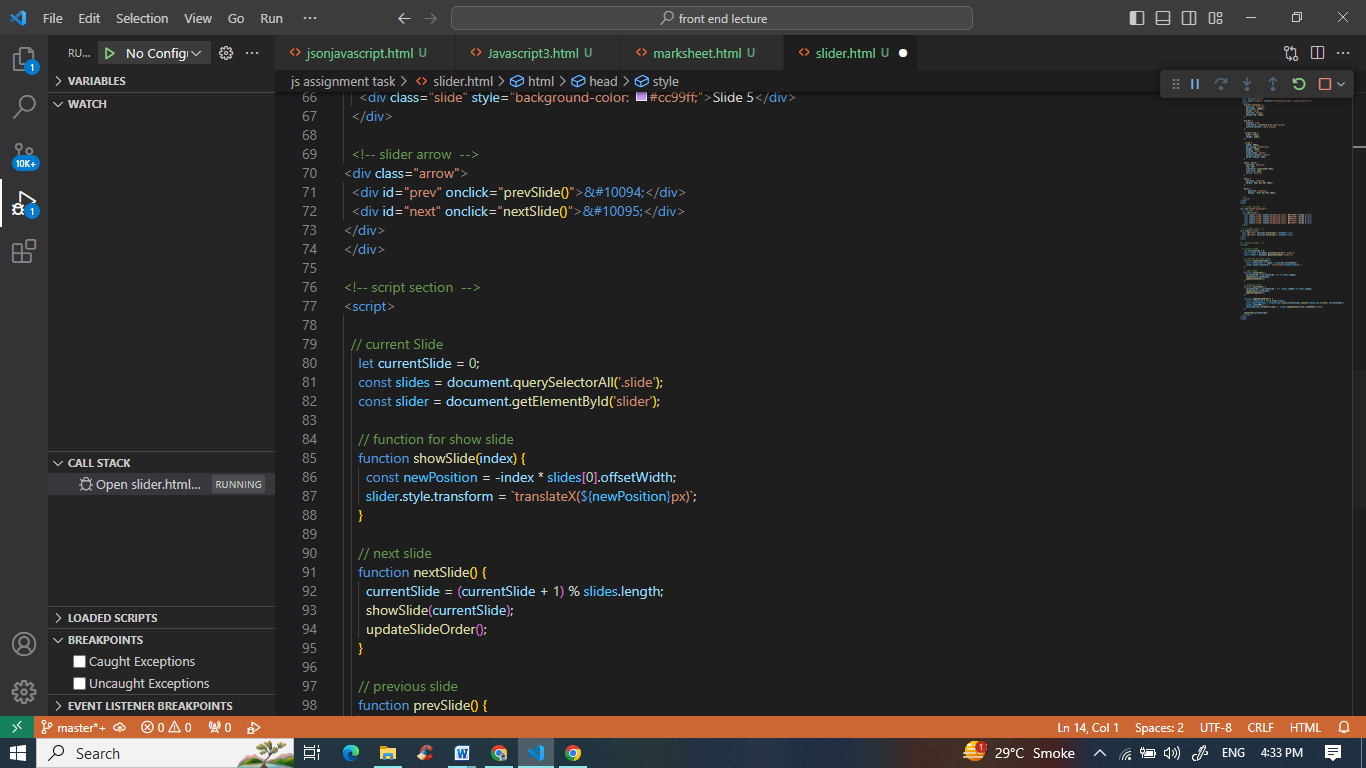 File Edit Selection View Go Run ··· front end lecture
RU... No Config ···
jsonjavascript.html U Javascript3.html U marksheet.html U slider.html U
js assignment task > slider.html > html > head > style
VARIABLES
WATCH
CALL STACK
Open slider.html... RUNNING
LOADED SCRIPTS
BREAKPOINTS
Caught Exceptions
Uncaught Exceptions
EVENT LISTENER BREAKPOINTS
1
10K+
1
66 <div class="slide" style="background-color: #cc99ff;">Slide 5</div>
67 </div>
68
69 <!-- slider arrow -->
70 <div class="arrow">
71 <div id="prev" onclick="prevSlide()">&#10094;</div>
72 <div id="next" onclick="nextSlide()">&#10095;</div>
73 </div>
74 </div>
75
76 <!-- script section -->
77 <script>
78
79 // current Slide
80 let currentSlide = 0;
81 const slides = document.querySelectorAll('.slide');
82 const slider = document.getElementById('slider');
83
84 // function for show slide
85 function showSlide(index) {
86 const newPosition = -index * slides[0].offsetWidth;
87 slider.style.transform = `translateX(${newPosition}px)`;
88 }
89
90 // next slide
91 function nextSlide() {
92 currentSlide = (currentSlide + 1) % slides.length;
93 showSlide(currentSlide);
94 updateSlideOrder();
95 }
96
97 // previous slide
98 function prevSlide() {
master*+ 0 0 0 Ln 14, Col 1 Spaces: 2 UTF-8 CRLF HTML
Search 1 29°C Smoke ENG 4:33 PM